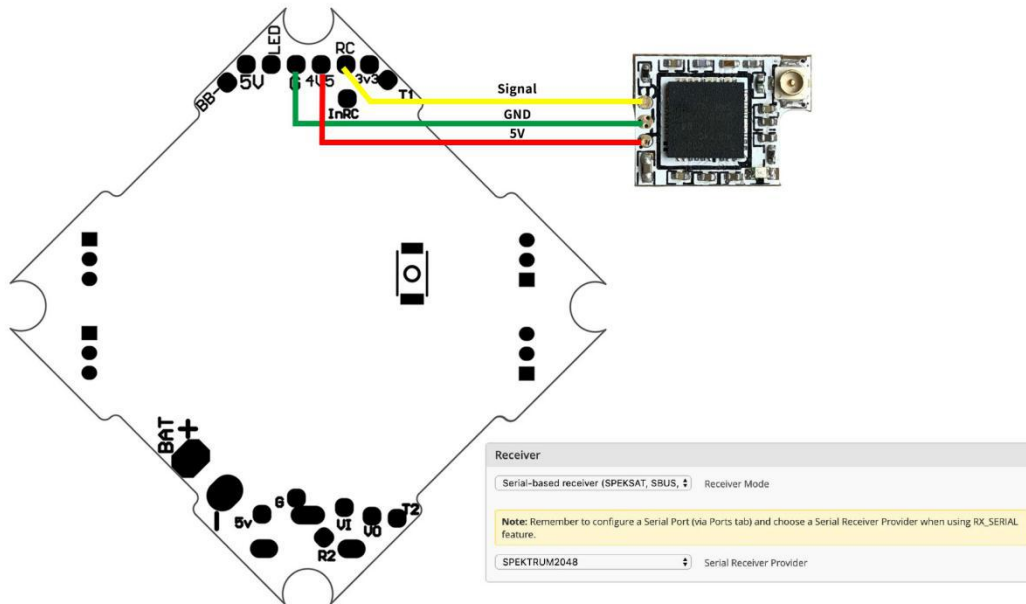 LED
RC
BB-
5V
G
4V5
3v3
T1
InRC
Signal
GND
5V
BAT
+
-
5v
G
VI
VO
T2
R2
Receiver
Serial-based receiver (SPEKSAT, SBUS,
Receiver Mode
Note: Remember to configure a Serial Port (via Ports tab) and choose a Serial Receiver Provider when using RX_SERIAL
feature.
SPEKTRUM2048
Serial Receiver Provider